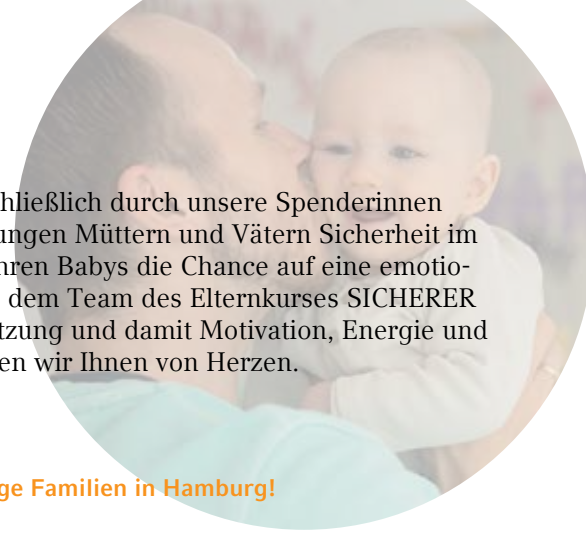 hließlich durch unsere Spenderinnen
ungen Müttern und Vätern Sicherheit im
hren Babys die Chance auf eine emotio-
dem Team des Elternkurses SICHERER
tzung und damit Motivation, Energie und
en wir Ihnen von Herzen.
ge Familien in Hamburg!